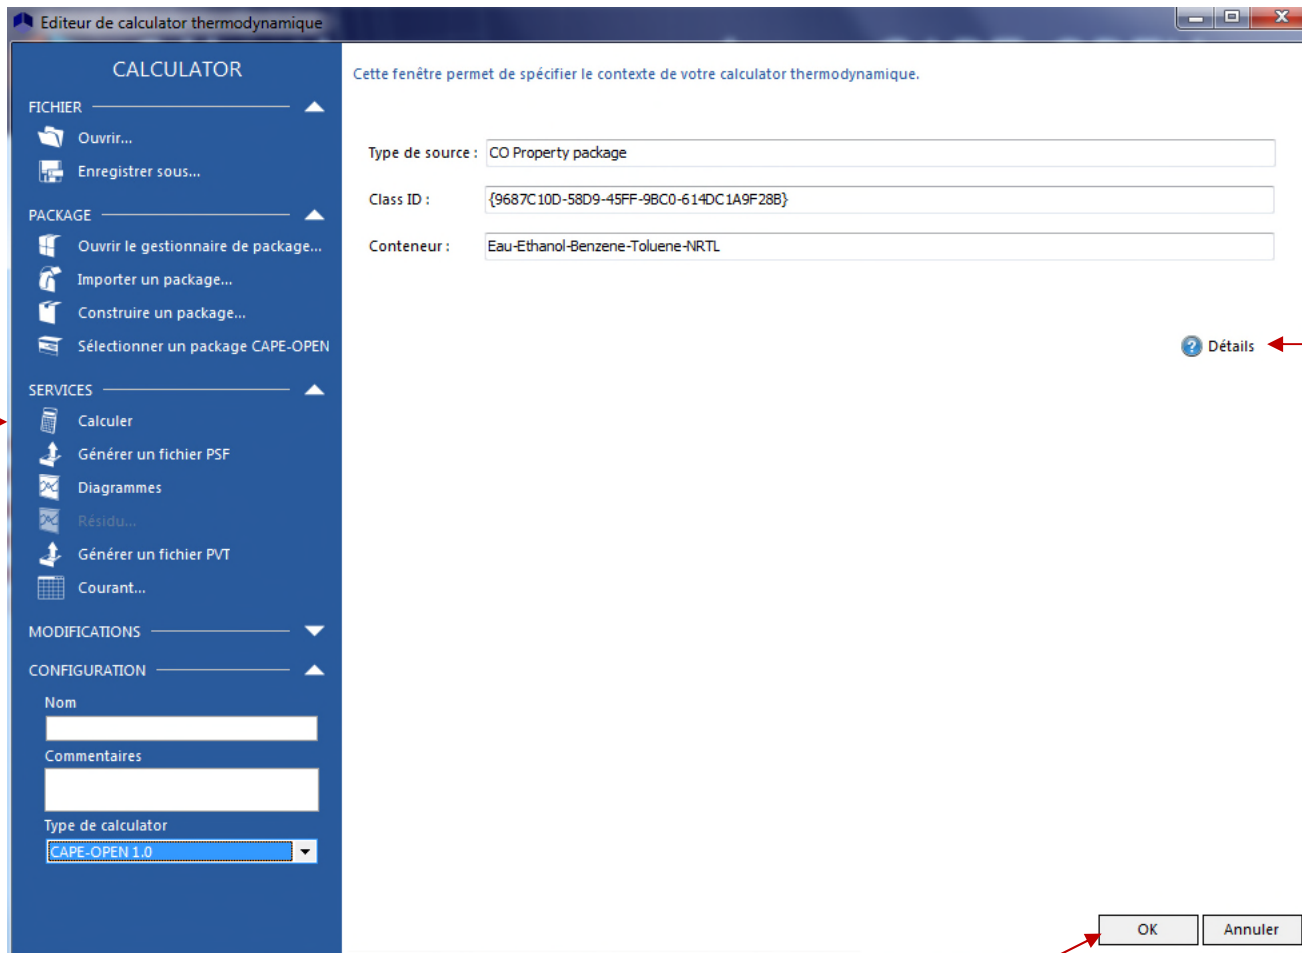 Editeur de calculator thermodynamique
CALCULATOR
FICHIER
Ouvrir...
Enregistrer sous...
PACKAGE
Ouvrir le gestionnaire de package...
Importer un package...
Construire un package...
Sélectionner un package CAPE-OPEN
SERVICES
Calculer
Générer un fichier PSF
Diagrammes
Résidu...
Générer un fichier PVT
Courant...
MODIFICATIONS
CONFIGURATION
Nom
Commentaires
Type de calculator
CAPE-OPEN 1.0
Cette fenêtre permet de spécifier le contexte de votre calculator thermodynamique.
Type de source : CO Property package
Class ID : {9687C10D-58D9-45FF-9BC0-614DC1A9F28B}
Conteneur : Eau-Ethanol-Benzene-Toluene-NRTL
Détails
OK Annuler